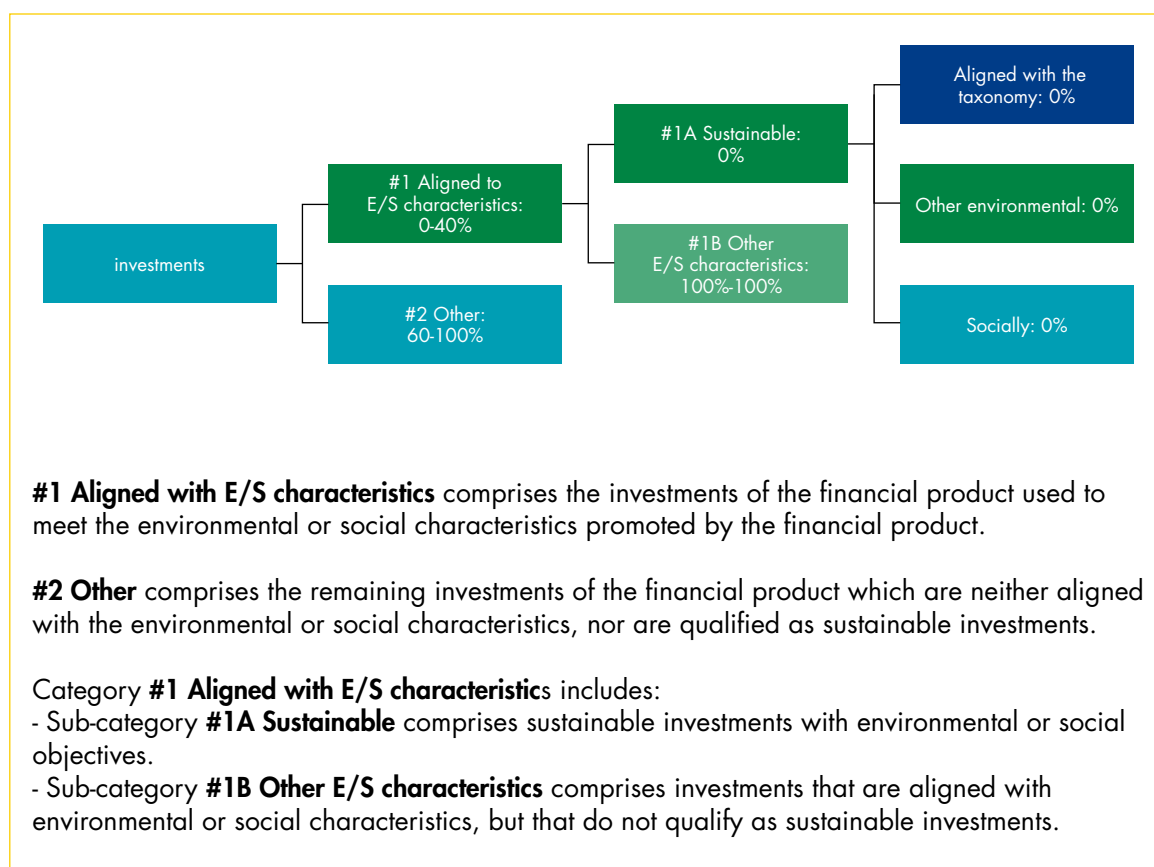 Aligned with the
taxonomy: 0%
#1A Sustainable:
0%
#1 Aligned to
E/S characteristics:
0-40%
Other environmental: 0%
investments
#1B Other
E/S characteristics:
100%-100%
#2 Other:
60-100%
Socially: 0%
#1 Aligned with E/S characteristics comprises the investments of the financial product used to
meet the environmental or social characteristics promoted by the financial product.
#2 Other comprises the remaining investments of the financial product which are neither aligned
with the environmental or social characteristics, nor are qualified as sustainable investments.
Category #1 Aligned with E/S characteristics includes:
- Sub-category #1A Sustainable comprises sustainable investments with environmental or social
objectives.
- Sub-category #1B Other E/S characteristics comprises investments that are aligned with
environmental or social characteristics, but that do not qualify as sustainable investments.